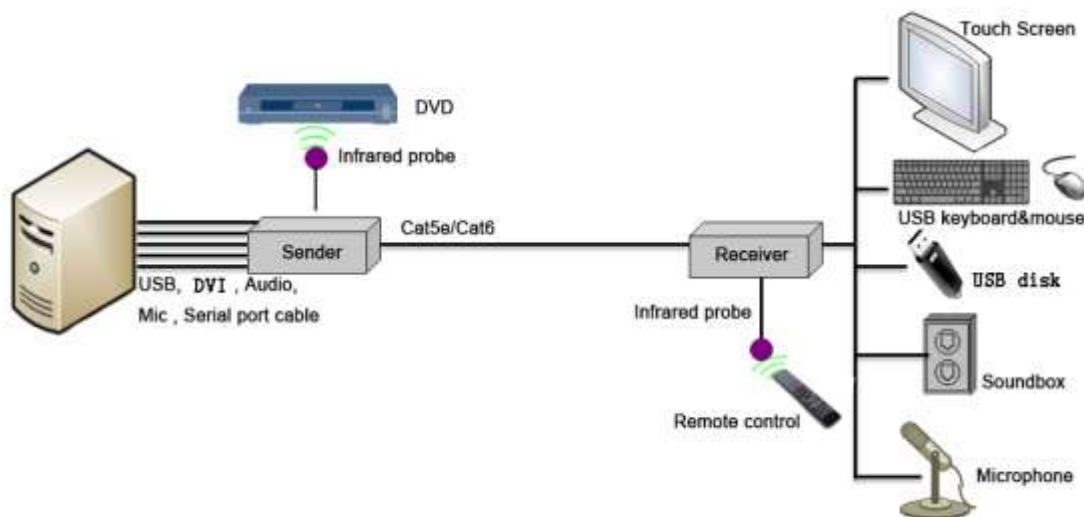 Touch Screen
DVD
Infrared probe
USB keyboard&mouse
Cat5e/Cat6
Sender
Receiver
USB, DVI , Audio,
Mic , Serial port cable
USB disk
Infrared probe
Soundbox
Remote control
Microphone